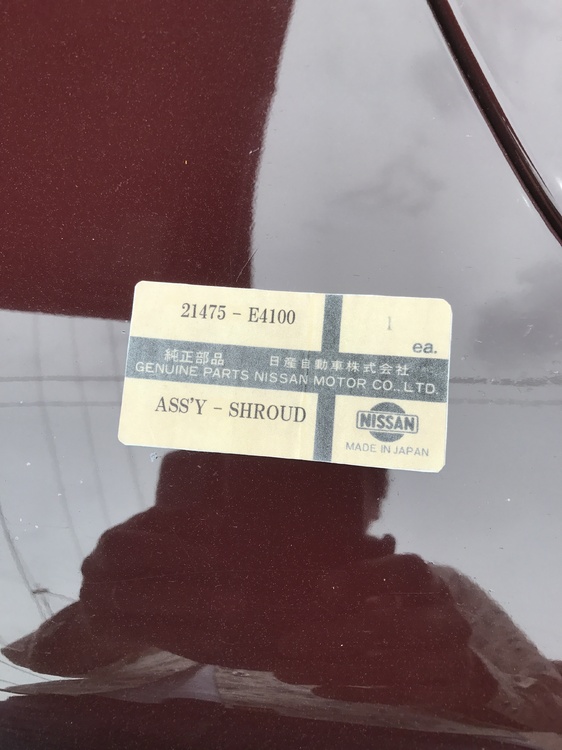 21475 - E4100
1
ea.
純正部品 日産自動車株式会社
GENUINE PARTS NISSAN MOTOR CO., LTD.
ASS'Y - SHROUD
NISSAN
MADE IN JAPAN